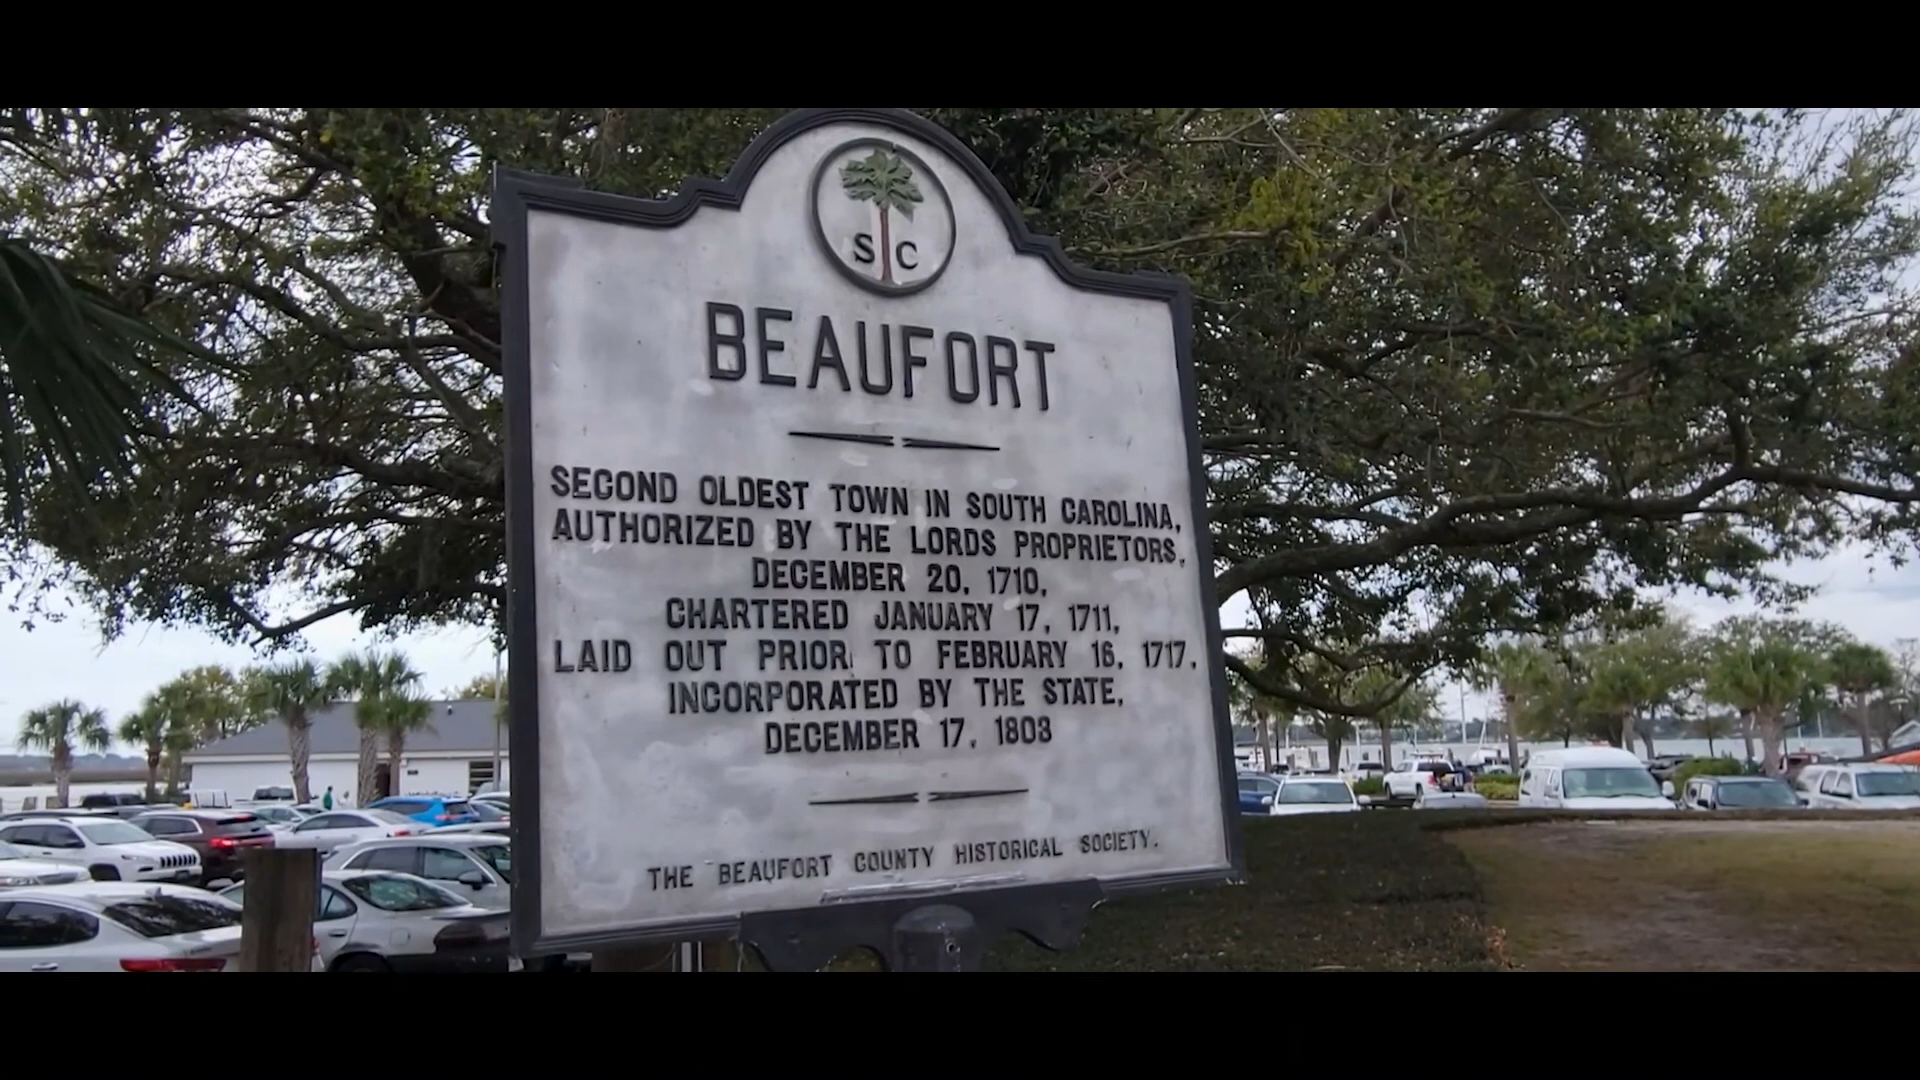 S C
BEAUFORT
SECOND OLDEST TOWN IN SOUTH CAROLINA,
AUTHORIZED BY THE LORDS PROPRIETORS,
DECEMBER 20, 1710,
CHARTERED JANUARY 17, 1711,
LAID OUT PRIOR TO FEBRUARY 16, 1717,
INCORPORATED BY THE STATE,
DECEMBER 17, 1803
THE BEAUFORT COUNTY HISTORICAL SOCIETY.